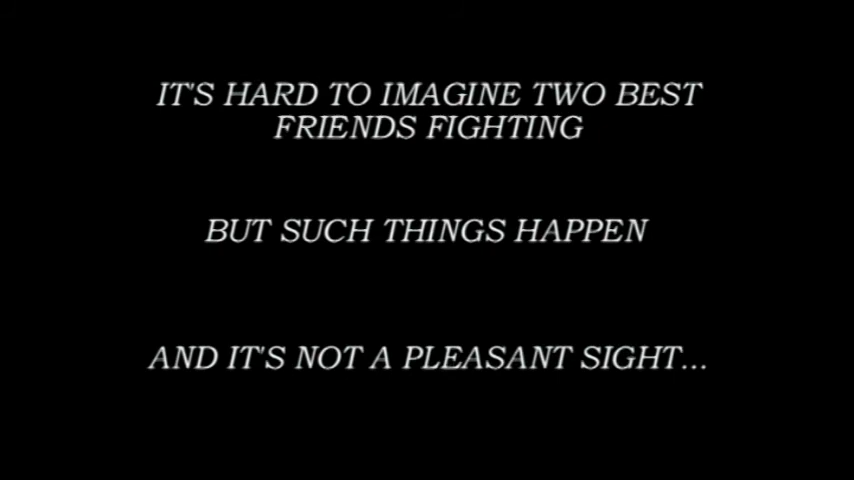 IT'S HARD TO IMAGINE TWO BEST
FRIENDS FIGHTING
BUT SUCH THINGS HAPPEN
AND IT'S NOT A PLEASANT SIGHT...